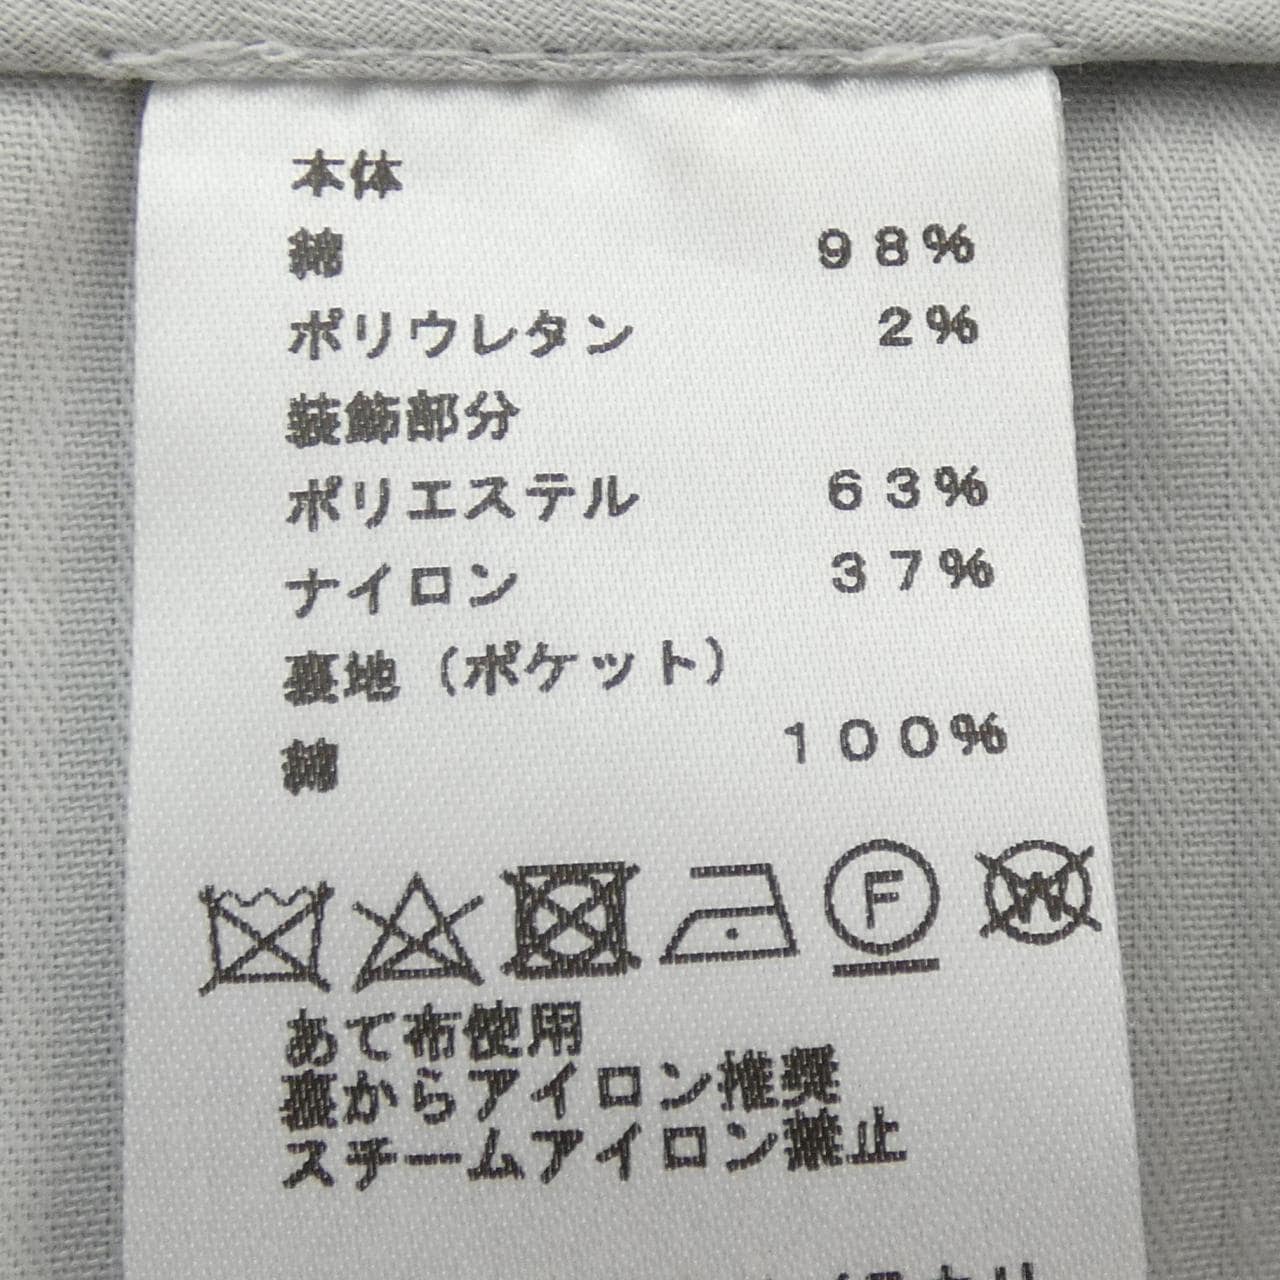 本体
綿 98%
ポリウレタン 2%
装飾部分
ポリエステル 63%
ナイロン 37%
裏地（ポケット）
綿 100%
F W
あて布使用
裏からアイロン推奨
スチームアイロン禁止